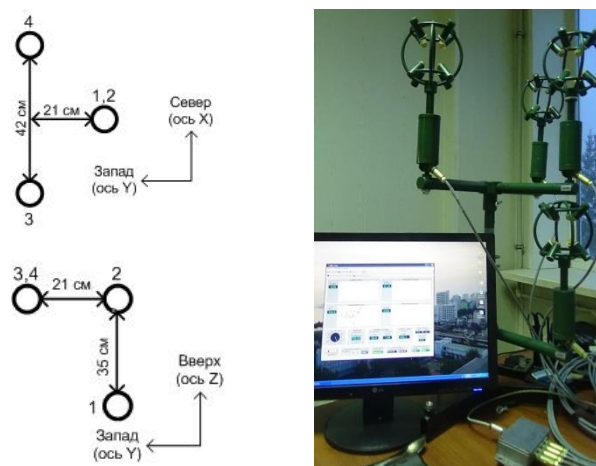 4
42 см
21 см
1,2
3
Север
(ось X)
Запад
(ось Y)
3,4
21 см
2
35 см
1
Вверх
(ось Z)
Запад
(ось Y)